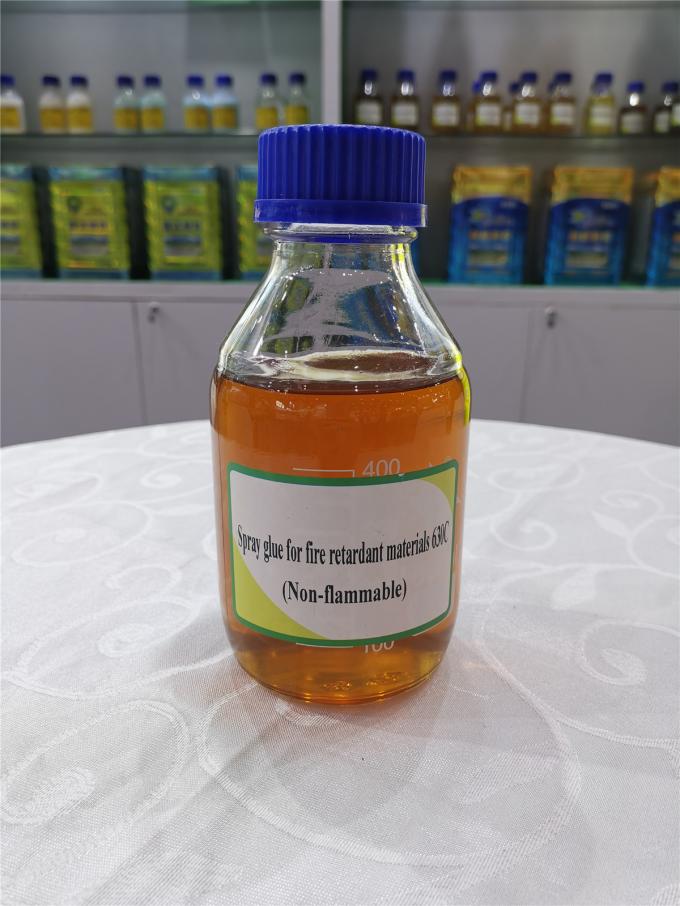 400
Spray glue for fire retardant materials 630C
(Non-flammable)
100